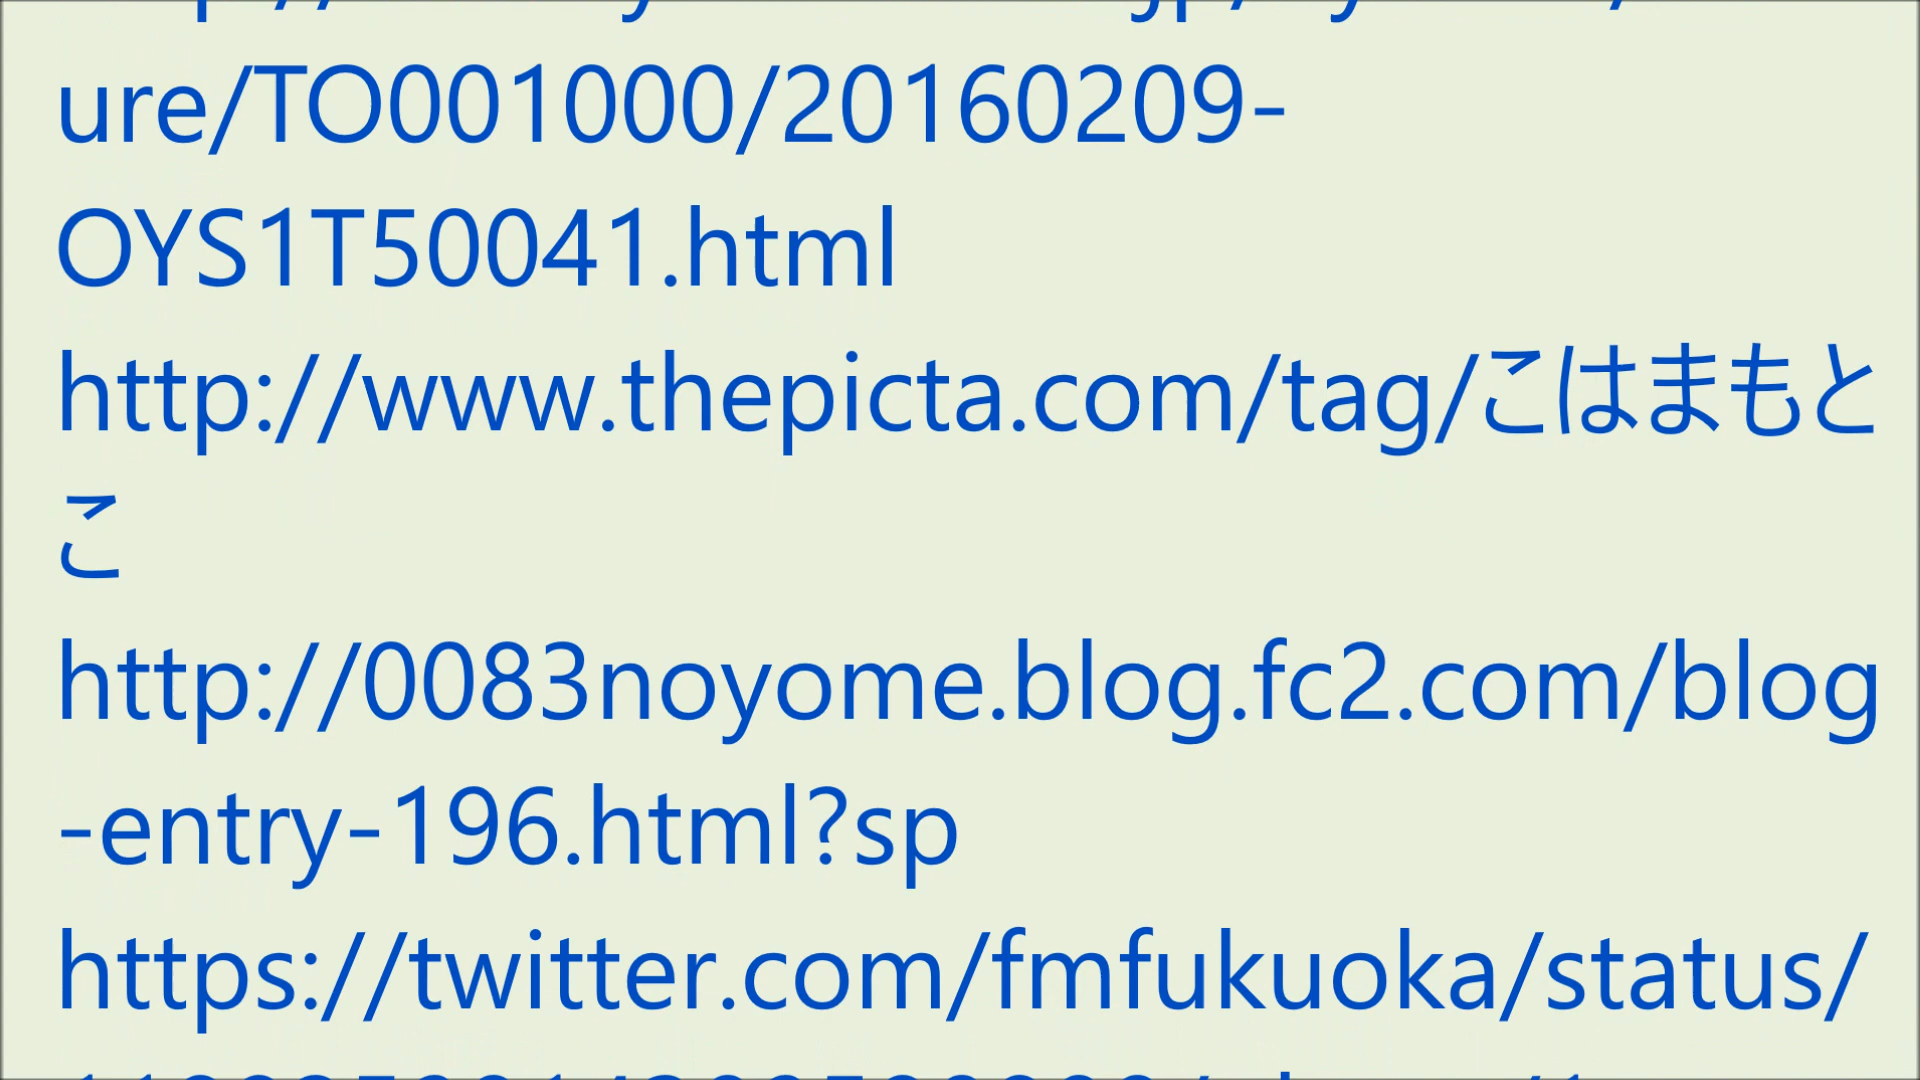 ure/TO001000/20160209-
OYS1T50041.html
http://www.thepicta.com/tag/こはまもと
こ
http://0083noyome.blog.fc2.com/blog
-entry-196.html?sp
https://twitter.com/fmfukuoka/status/